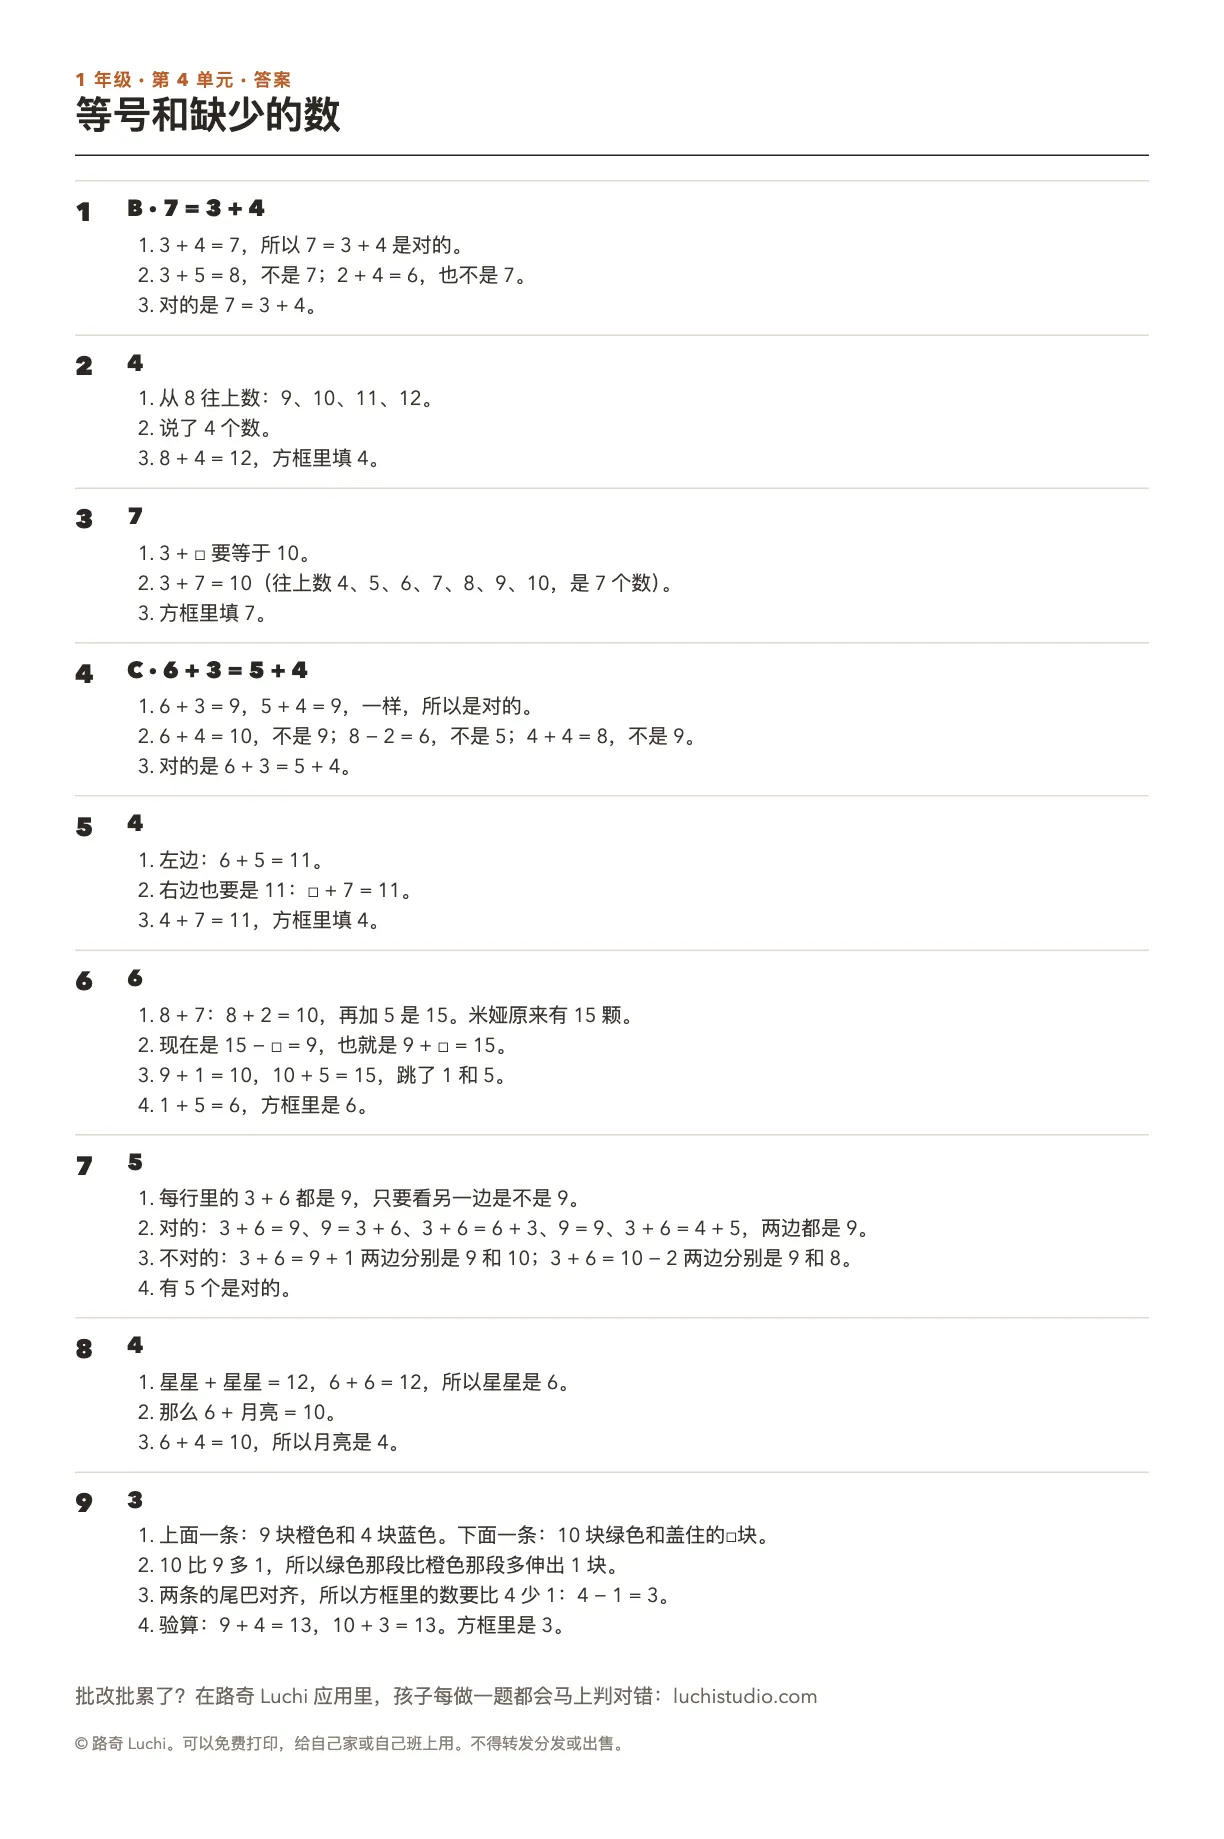 1 年级 · 第 4 单元 · 答案
等号和缺少的数
1 B · 7 = 3 + 4
1. 3 + 4 = 7，所以 7 = 3 + 4 是对的。
2. 3 + 5 = 8，不是 7；2 + 4 = 6，也不是 7。
3. 对的是 7 = 3 + 4。
2 4
1. 从 8 往上数：9、10、11、12。
2. 说了 4 个数。
3. 8 + 4 = 12，方框里填 4。
3 7
1. 3 + □ 要等于 10。
2. 3 + 7 = 10（往上数 4、5、6、7、8、9、10，是 7 个数）。
3. 方框里填 7。
4 C · 6 + 3 = 5 + 4
1. 6 + 3 = 9，5 + 4 = 9，一样，所以是对的。
2. 6 + 4 = 10，不是 9；8 − 2 = 6，不是 5；4 + 4 = 8，不是 9。
3. 对的是 6 + 3 = 5 + 4。
5 4
1. 左边：6 + 5 = 11。
2. 右边也要是 11：□ + 7 = 11。
3. 4 + 7 = 11，方框里填 4。
6 6
1. 8 + 7：8 + 2 = 10，再加 5 是 15。米娅原来有 15 颗。
2. 现在是 15 − □ = 9，也就是 9 + □ = 15。
3. 9 + 1 = 10，10 + 5 = 15，跳了 1 和 5。
4. 1 + 5 = 6，方框里是 6。
7 5
1. 每行里的 3 + 6 都是 9，只要看另一边是不是 9。
2. 对的：3 + 6 = 9、9 = 3 + 6、3 + 6 = 6 + 3、9 = 9、3 + 6 = 4 + 5，两边都是 9。
3. 不对的：3 + 6 = 9 + 1 两边分别是 9 和 10；3 + 6 = 10 − 2 两边分别是 9 和 8。
4. 有 5 个是对的。
8 4
1. 星星 + 星星 = 12，6 + 6 = 12，所以星星是 6。
2. 那么 6 + 月亮 = 10。
3. 6 + 4 = 10，所以月亮是 4。
9 3
1. 上面一条：9 块橙色和 4 块蓝色。下面一条：10 块绿色和盖住的□块。
2. 10 比 9 多 1，所以绿色那段比橙色那段多伸出 1 块。
3. 两条的尾巴对齐，所以方框里的数要比 4 少 1：4 − 1 = 3。
4. 验算：9 + 4 = 13，10 + 3 = 13。方框里是 3。
批改批累了？在路奇 Luchi 应用里，孩子每做一题都会马上判对错：luchistudio.com
© 路奇 Luchi。可以免费打印，给自己家或自己班上用。不得转发分发或出售。